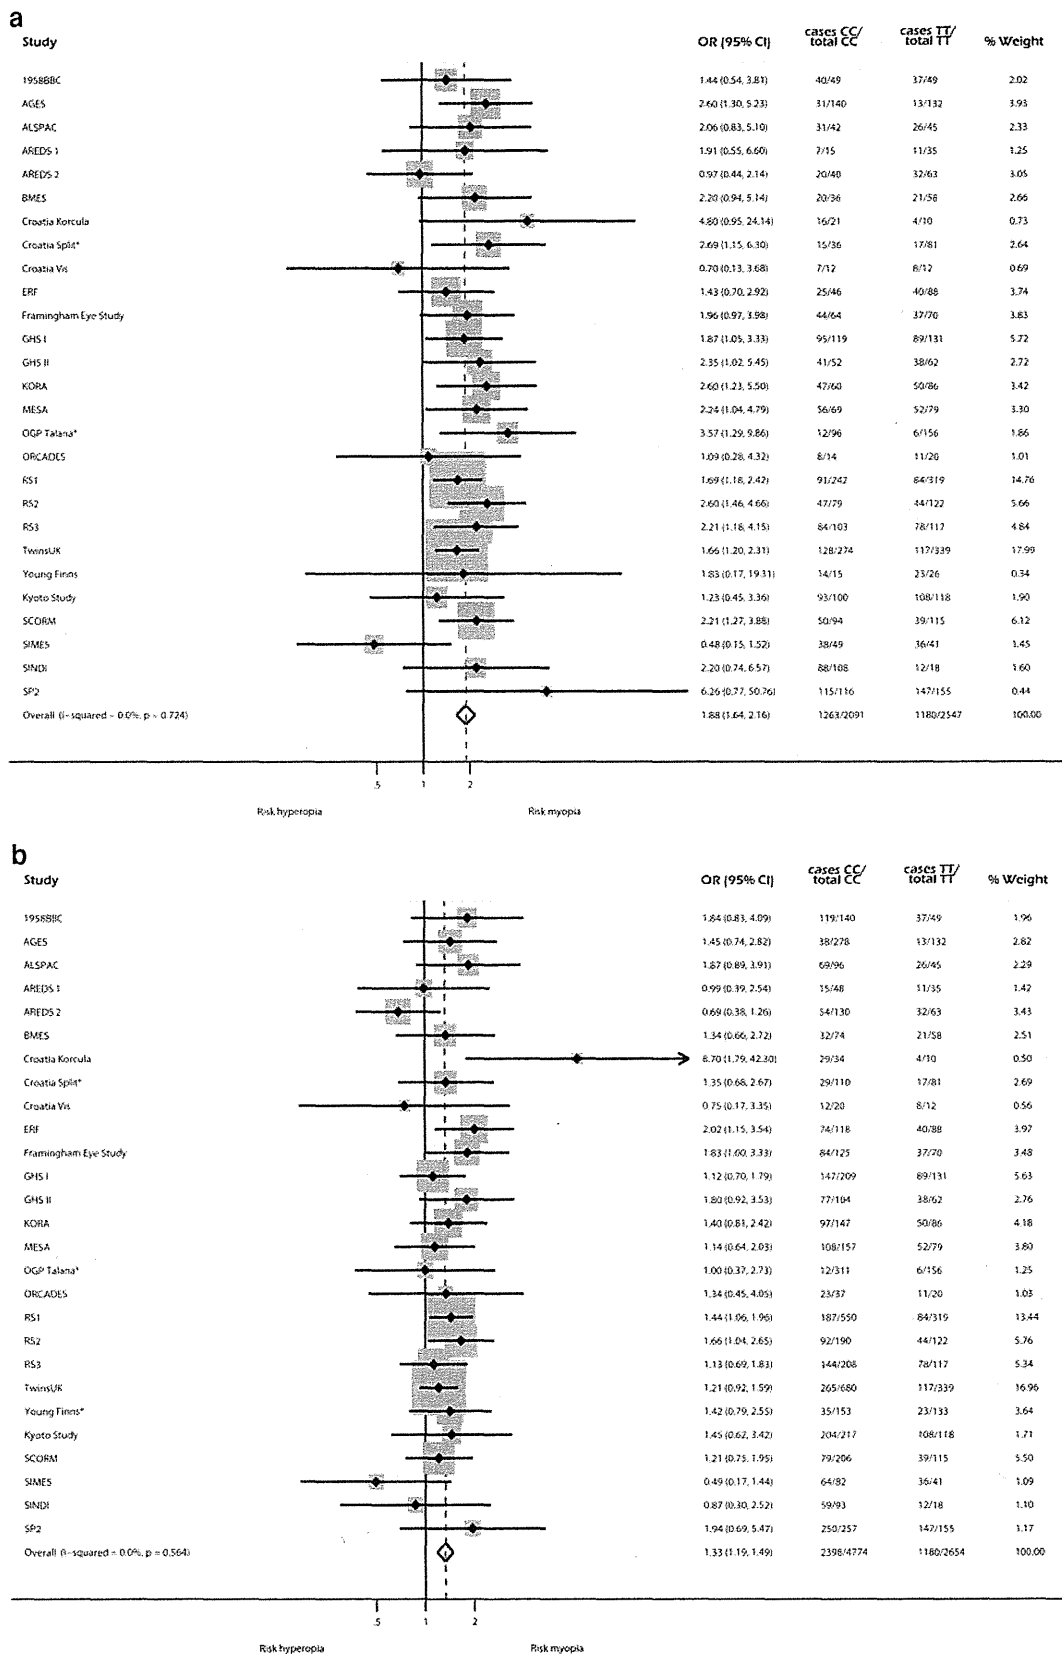 a
Study OR (95% CI) cases CC/ total CC cases TT/ total TT % Weight
1958BBC 1.44 (0.54, 3.81) 40/49 37/49 2.02
AGES 2.60 (1.30, 5.23) 31/140 13/132 3.93
ALSPAC 2.06 (0.83, 5.10) 31/42 26/45 2.33
AREDS 1 1.91 (0.55, 6.60) 7/15 11/35 1.25
AREDS 2 0.97 (0.44, 2.14) 20/40 32/63 3.05
BMES 2.20 (0.94, 5.14) 20/36 21/58 2.66
Croatia Korcula 4.80 (0.95, 24.14) 16/21 4/10 0.73
Croatia Split* 2.69 (1.15, 6.30) 15/36 17/81 2.64
Croatia Vis 0.70 (0.13, 3.68) 7/12 8/12 0.69
ERF 1.43 (0.70, 2.92) 25/46 40/88 3.74
Framingham Eye Study 1.96 (0.97, 3.98) 44/64 37/70 3.83
GHS I 1.87 (1.05, 3.33) 95/119 89/131 5.72
GHS II 2.35 (1.02, 5.45) 41/52 38/62 2.72
KORA 2.60 (1.23, 5.50) 47/60 50/86 3.42
MESA 2.24 (1.04, 4.79) 56/69 52/79 3.30
OGP Talana* 3.57 (1.29, 9.86) 12/96 6/156 1.86
ORCADES 1.09 (0.28, 4.32) 8/14 11/20 1.01
RS1 1.69 (1.18, 2.42) 91/242 84/319 14.76
RS2 2.60 (1.46, 4.66) 47/79 44/122 5.66
RS3 2.21 (1.18, 4.15) 84/103 78/117 4.84
TwinsUK 1.66 (1.20, 2.31) 128/274 117/339 17.99
Young Finns 1.83 (0.17, 19.31) 14/15 23/26 0.34
Kyoto Study 1.23 (0.45, 3.36) 93/100 108/118 1.90
SCORM 2.21 (1.27, 3.88) 50/94 39/115 6.12
SIMES 0.48 (0.15, 1.52) 38/49 36/41 1.45
SINDI 2.20 (0.74, 6.57) 88/108 12/18 1.60
SP2 6.26 (0.77, 50.76) 115/116 147/155 0.44
Overall (I-squared = 0.0%, p = 0.724) 1.88 (1.64, 2.16) 1263/2091 1180/2547 100.00
.5 1 2
Risk hyperopia Risk myopia
b
Study OR (95% CI) cases CC/ total CC cases TT/ total TT % Weight
1958BBC 1.84 (0.83, 4.09) 119/140 37/49 1.96
AGES 1.45 (0.74, 2.82) 38/278 13/132 2.82
ALSPAC 1.87 (0.89, 3.91) 69/96 26/45 2.29
AREDS 1 0.99 (0.39, 2.54) 15/48 11/35 1.42
AREDS 2 0.69 (0.38, 1.26) 54/130 32/63 3.43
BMES 1.34 (0.66, 2.72) 32/74 21/58 2.51
Croatia Korcula 8.70 (1.79, 42.30) 29/34 4/10 0.50
Croatia Split* 1.35 (0.68, 2.67) 29/110 17/81 2.69
Croatia Vis 0.75 (0.17, 3.35) 12/20 8/12 0.56
ERF 2.02 (1.15, 3.54) 74/118 40/88 3.97
Framingham Eye Study 1.83 (1.00, 3.33) 84/125 37/70 3.48
GHS I 1.12 (0.70, 1.79) 147/209 89/131 5.63
GHS II 1.80 (0.92, 3.53) 77/104 38/62 2.76
KORA 1.40 (0.81, 2.42) 97/147 50/86 4.18
MESA 1.14 (0.64, 2.03) 108/157 52/79 3.80
OGP Talana* 1.00 (0.37, 2.73) 12/311 6/156 1.25
ORCADES 1.34 (0.45, 4.05) 23/37 11/20 1.03
RS1 1.44 (1.06, 1.96) 187/550 84/319 13.44
RS2 1.66 (1.04, 2.65) 92/190 44/122 5.76
RS3 1.13 (0.69, 1.83) 144/208 78/117 5.34
TwinsUK 1.21 (0.92, 1.59) 265/680 117/339 16.96
Young Finns* 1.42 (0.79, 2.55) 35/153 23/133 3.64
Kyoto Study 1.45 (0.62, 3.42) 204/217 108/118 1.71
SCORM 1.21 (0.75, 1.95) 79/206 39/115 5.50
SIMES 0.49 (0.17, 1.44) 64/82 36/41 1.09
SINDI 0.87 (0.30, 2.52) 59/93 12/18 1.10
SP2 1.94 (0.69, 5.47) 250/257 147/155 1.17
Overall (I-squared = 0.0%, p = 0.564) 1.33 (1.19, 1.49) 2398/4774 1180/2654 100.00
.5 1 2
Risk hyperopia Risk myopia